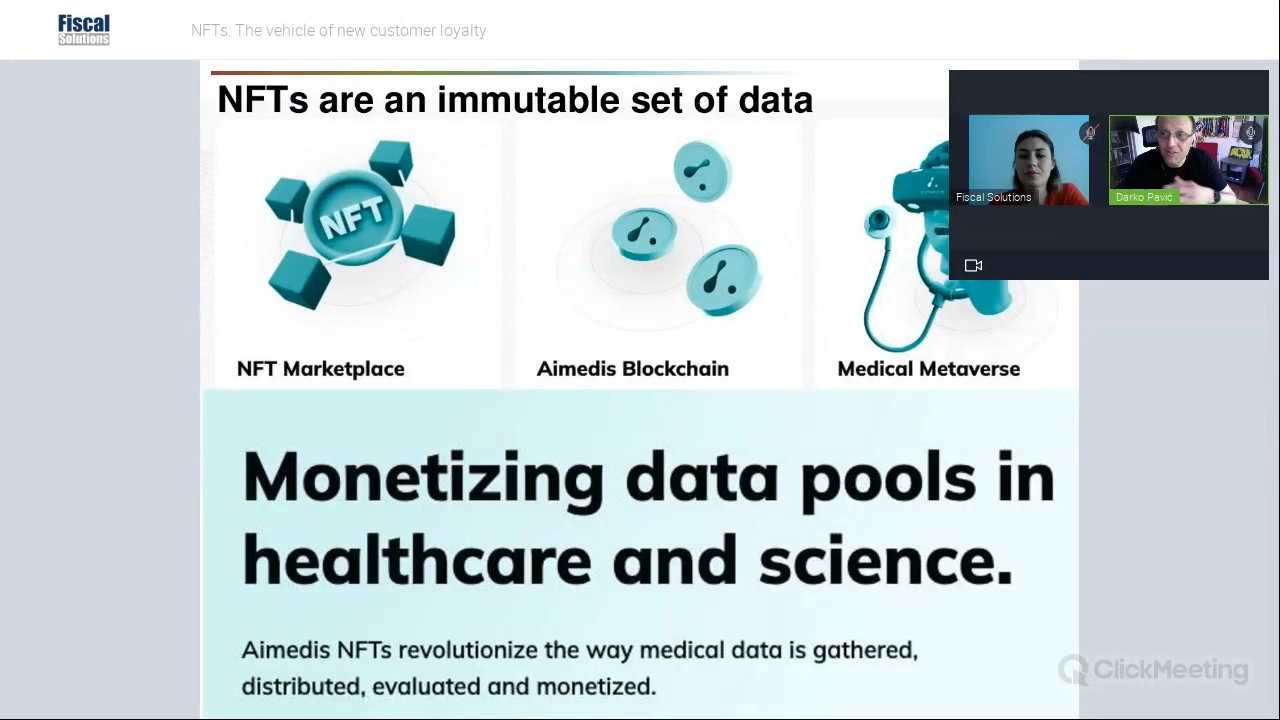 Fiscal
Solutions
NFTs: The vehicle of new customer loyalty
NFTs are an immutable set of data
Fiscal Solutions
Darko Pavić
NFT
NFT Marketplace
Aimedis Blockchain
Medical Metaverse
Monetizing data pools in
healthcare and science.
Aimedis NFTs revolutionize the way medical data is gathered,
distributed, evaluated and monetized.
ClickMeeting